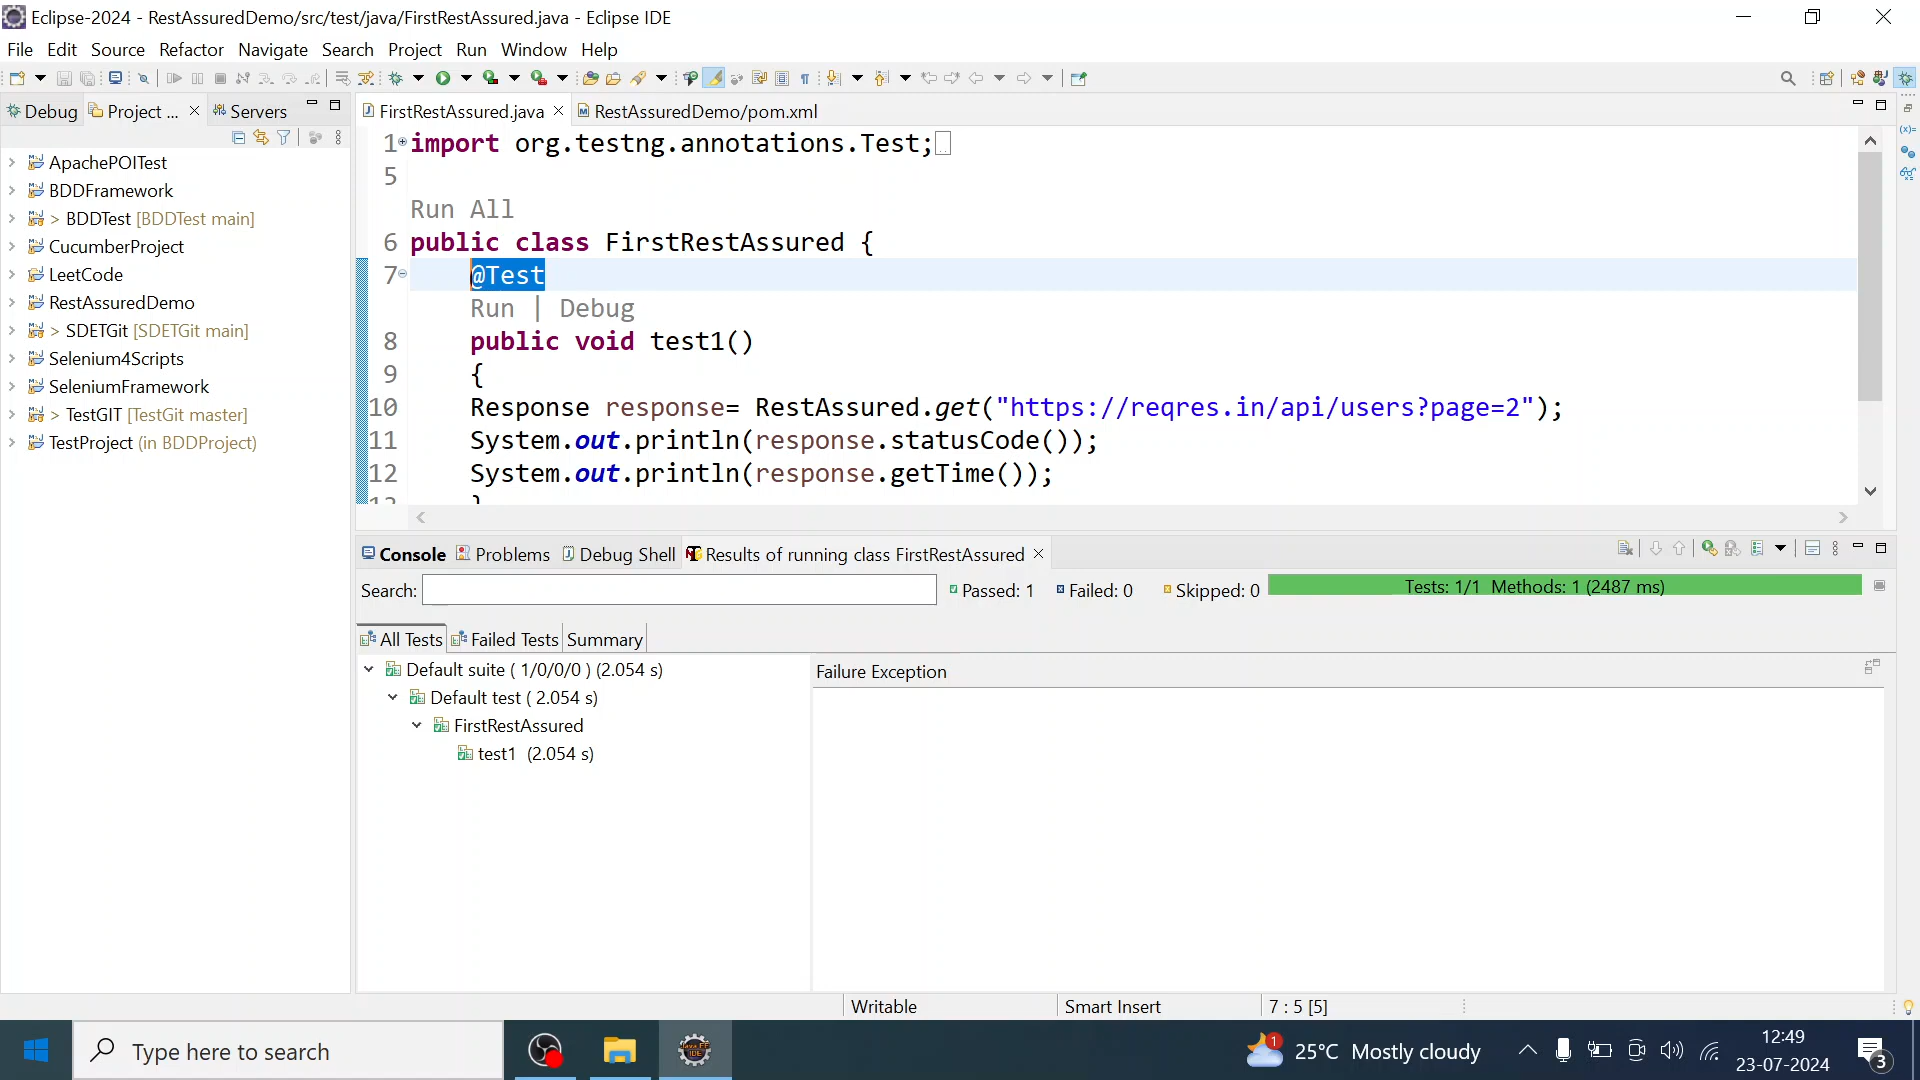 Eclipse-2024 - RestAssuredDemo/src/test/java/FirstRestAssured.java - Eclipse IDE
File Edit Source Refactor Navigate Search Project Run Window Help
Debug Project ... Servers
FirstRestAssured.java RestAssuredDemo/pom.xml
ApachePOITest
BDDFramework
> BDDTest [BDDTest main]
CucumberProject
LeetCode
RestAssuredDemo
> SDETGit [SDETGit main]
Selenium4Scripts
SeleniumFramework
> TestGIT [TestGit master]
TestProject (in BDDProject)
1 import org.testng.annotations.Test;
5
Run All
6 public class FirstRestAssured {
7 @Test
Run | Debug
8 public void test1()
9 {
10 Response response= RestAssured.get("https://reqres.in/api/users?page=2");
11 System.out.println(response.statusCode());
12 System.out.println(response.getTime());
13 }
Console Problems Debug Shell Results of running class FirstRestAssured
Search: Passed: 1 Failed: 0 Skipped: 0 Tests: 1/1 Methods: 1 (2487 ms)
All Tests Failed Tests Summary
Default suite ( 1/0/0/0 ) (2.054 s)
Default test ( 2.054 s)
FirstRestAssured
test1 (2.054 s)
Failure Exception
Writable Smart Insert 7 : 5 [5]
Type here to search
1 25°C Mostly cloudy
12:49
23-07-2024
3